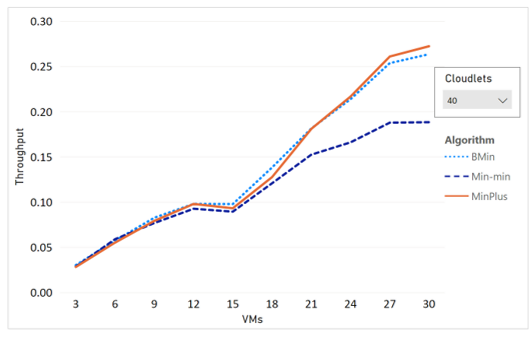 0.30
0.25
0.20
0.15
0.10
0.05
0.00
Throughput
3 6 9 12 15 18 21 24 27 30
VMs
Cloudlets
40
Algorithm
BMin
Min-min
MinPlus